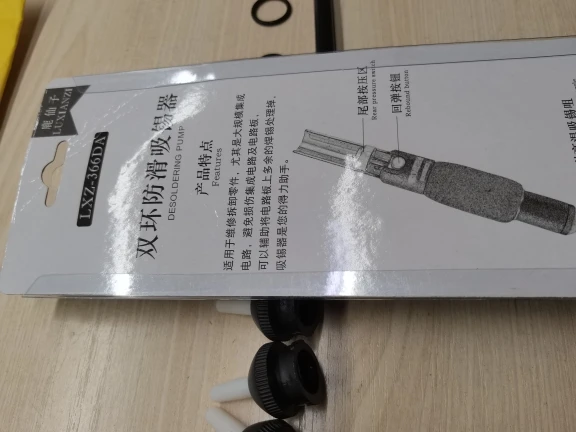 鹿仙子
LUXIANZI
LXZ-366DA
双环防滑吸锡器
DESOLDERING PUMP
产品特点
Features
适用于维修拆卸零件，尤其是大规模集成
电路，避免损伤集成电路及电路板，
可以辅助将电路板上多余的焊锡处理掉，
吸锡器是您的得力助手。
尾部按压区
Rear pressure switch
回弹按钮
Rebound button